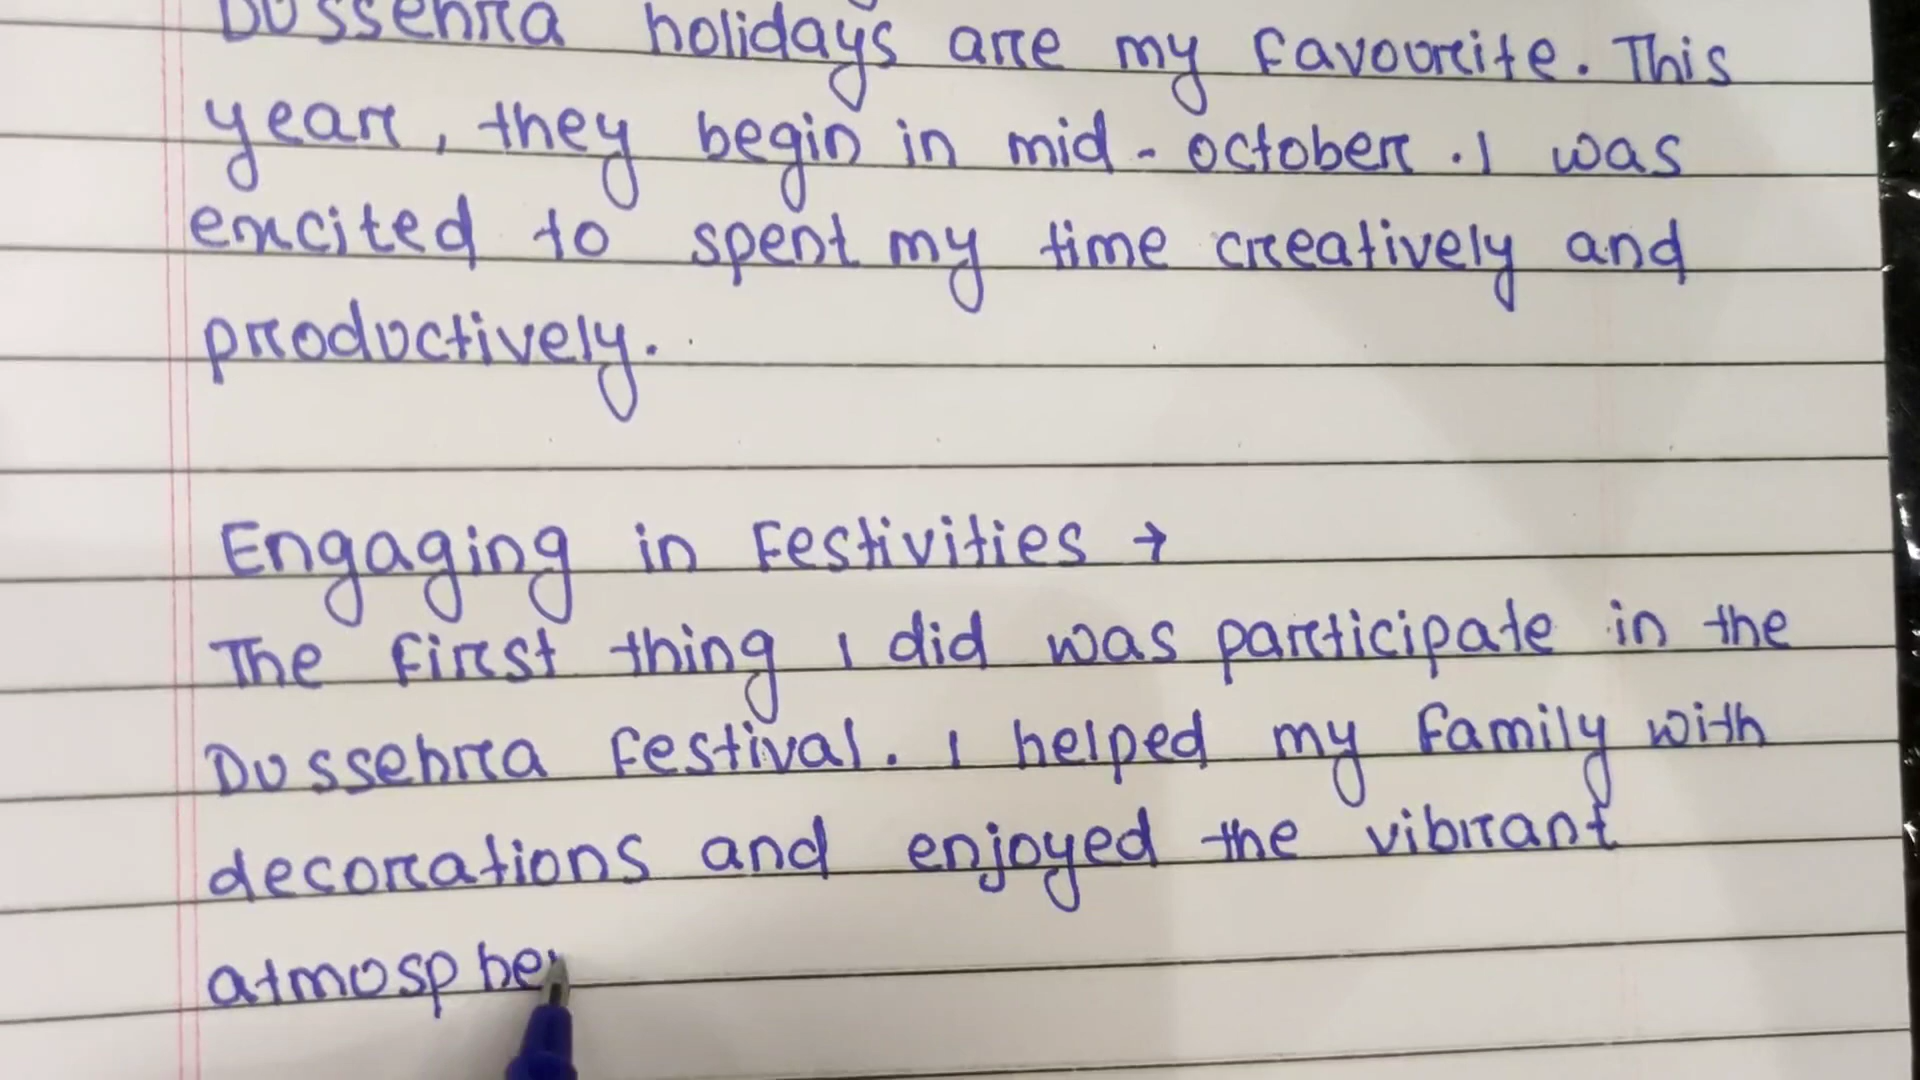 Dussehra holidays are my favourite. This
year, they begin in mid-october. I was
excited to spent my time creatively and
productively.
Engaging in Festivities →
The first thing I did was participate in the
Dussehra festival. I helped my family with
decorations and enjoyed the vibrant
atmosphe